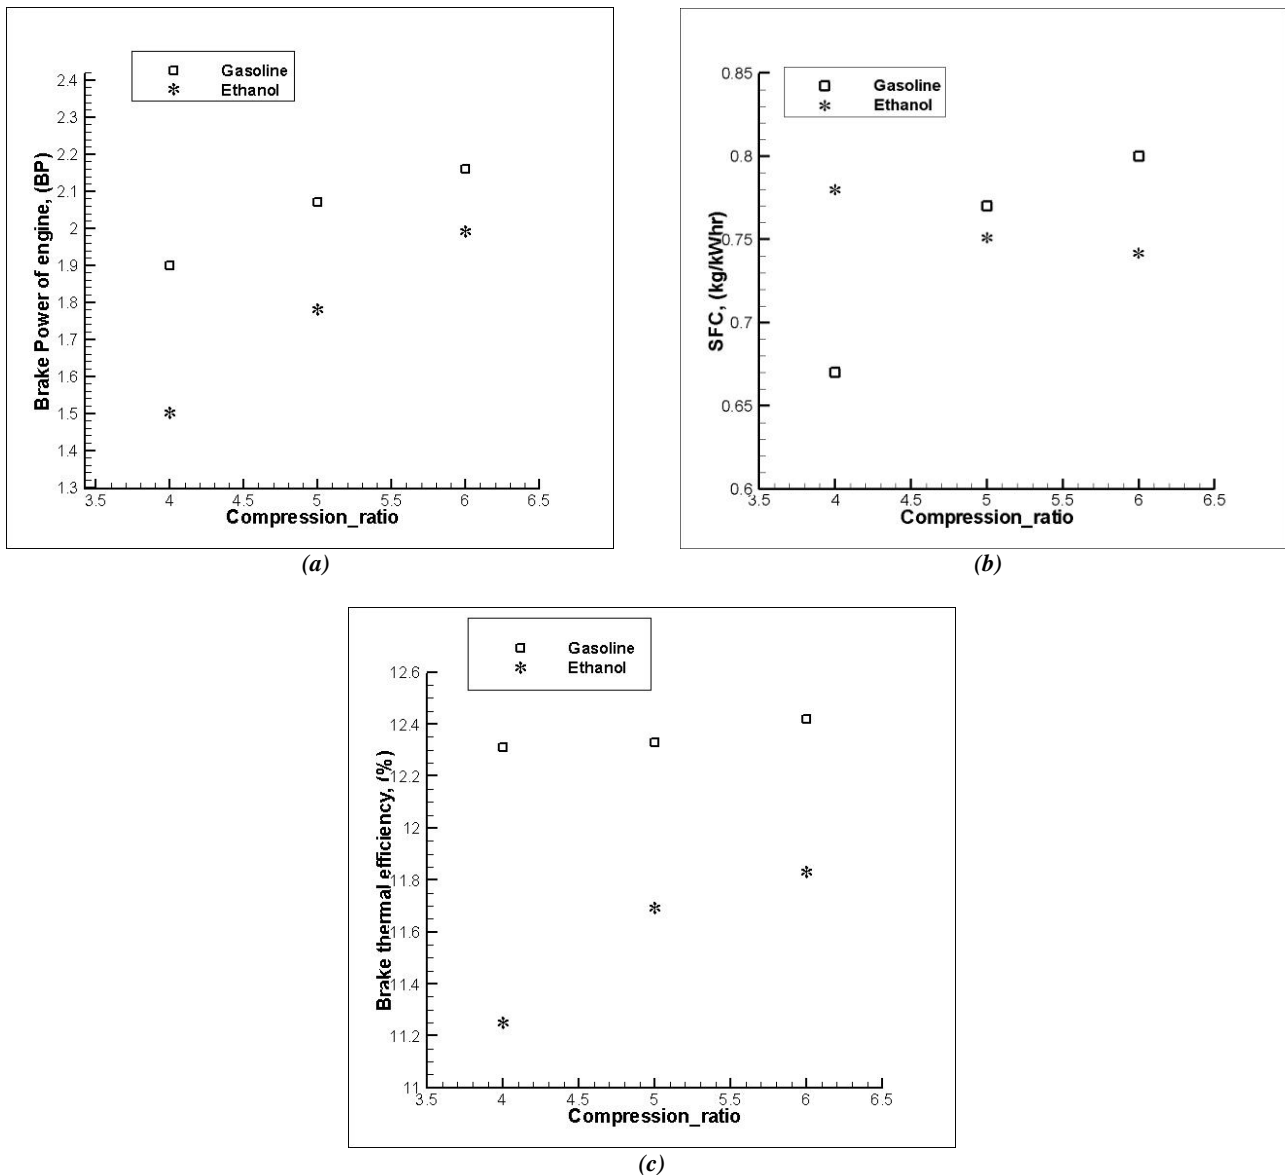 Gasoline
Ethanol
Brake Power of engine, (BP)
2.4
2.3
2.2
2.1
2
1.9
1.8
1.7
1.6
1.5
1.4
1.3
3.5 4 4.5 5 5.5 6 6.5
Compression_ratio
(a)
Gasoline
Ethanol
SFC, (kg/kWhr)
0.85
0.8
0.75
0.7
0.65
0.6
3.5 4 4.5 5 5.5 6 6.5
Compression_ratio
(b)
Gasoline
Ethanol
Brake thermal efficiency, (%)
12.6
12.4
12.2
12
11.8
11.6
11.4
11.2
11
3.5 4 4.5 5 5.5 6 6.5
Compression_ratio
(c)